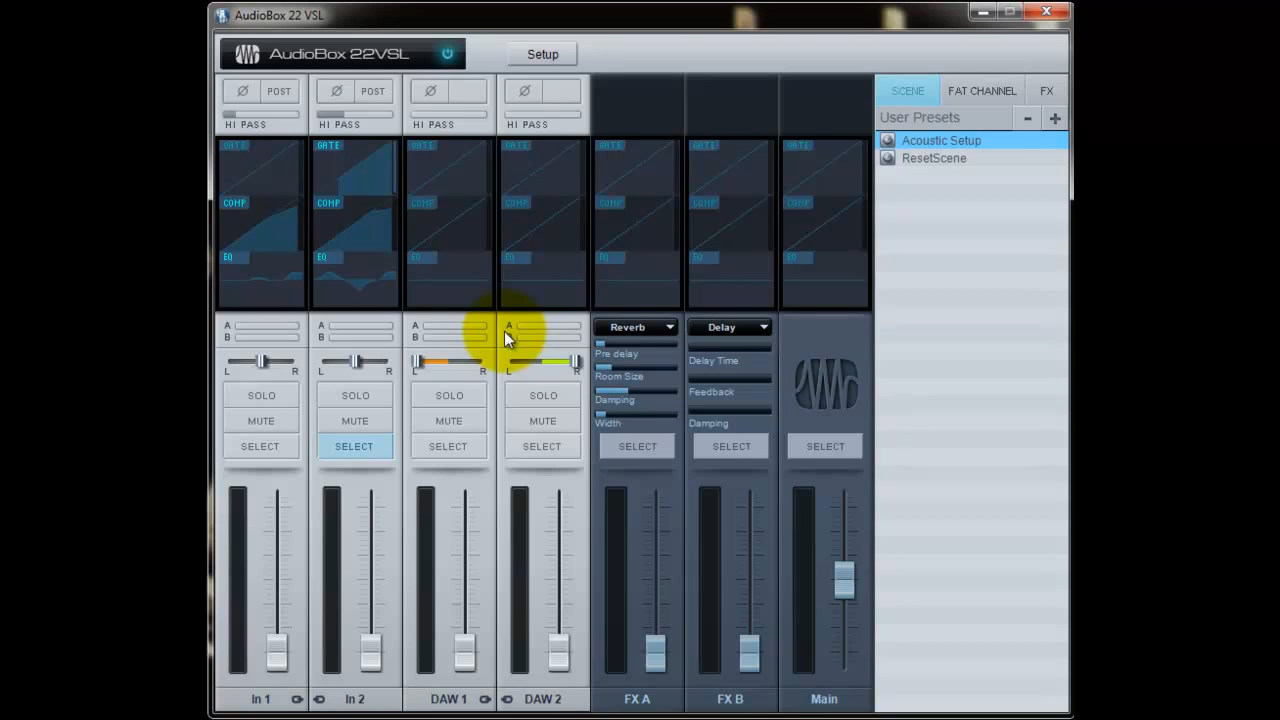 AudioBox 22 VSL
AudioBox 22VSL Setup
POST POST SCENE FAT CHANNEL FX
HI PASS HI PASS HI PASS HI PASS User Presets - +
Acoustic Setup
ResetScene
GATE GATE GATE GATE GATE GATE GATE
COMP COMP COMP COMP COMP COMP COMP
EQ EQ EQ EQ EQ EQ EQ
A A A A Reverb Delay
B B B B
Pre delay Delay Time
L R L R L R L R
Room Size
Feedback
SOLO SOLO SOLO SOLO Damping
MUTE MUTE MUTE MUTE Width Damping
SELECT SELECT SELECT SELECT SELECT SELECT SELECT
In 1 In 2 DAW 1 DAW 2 FX A FX B Main